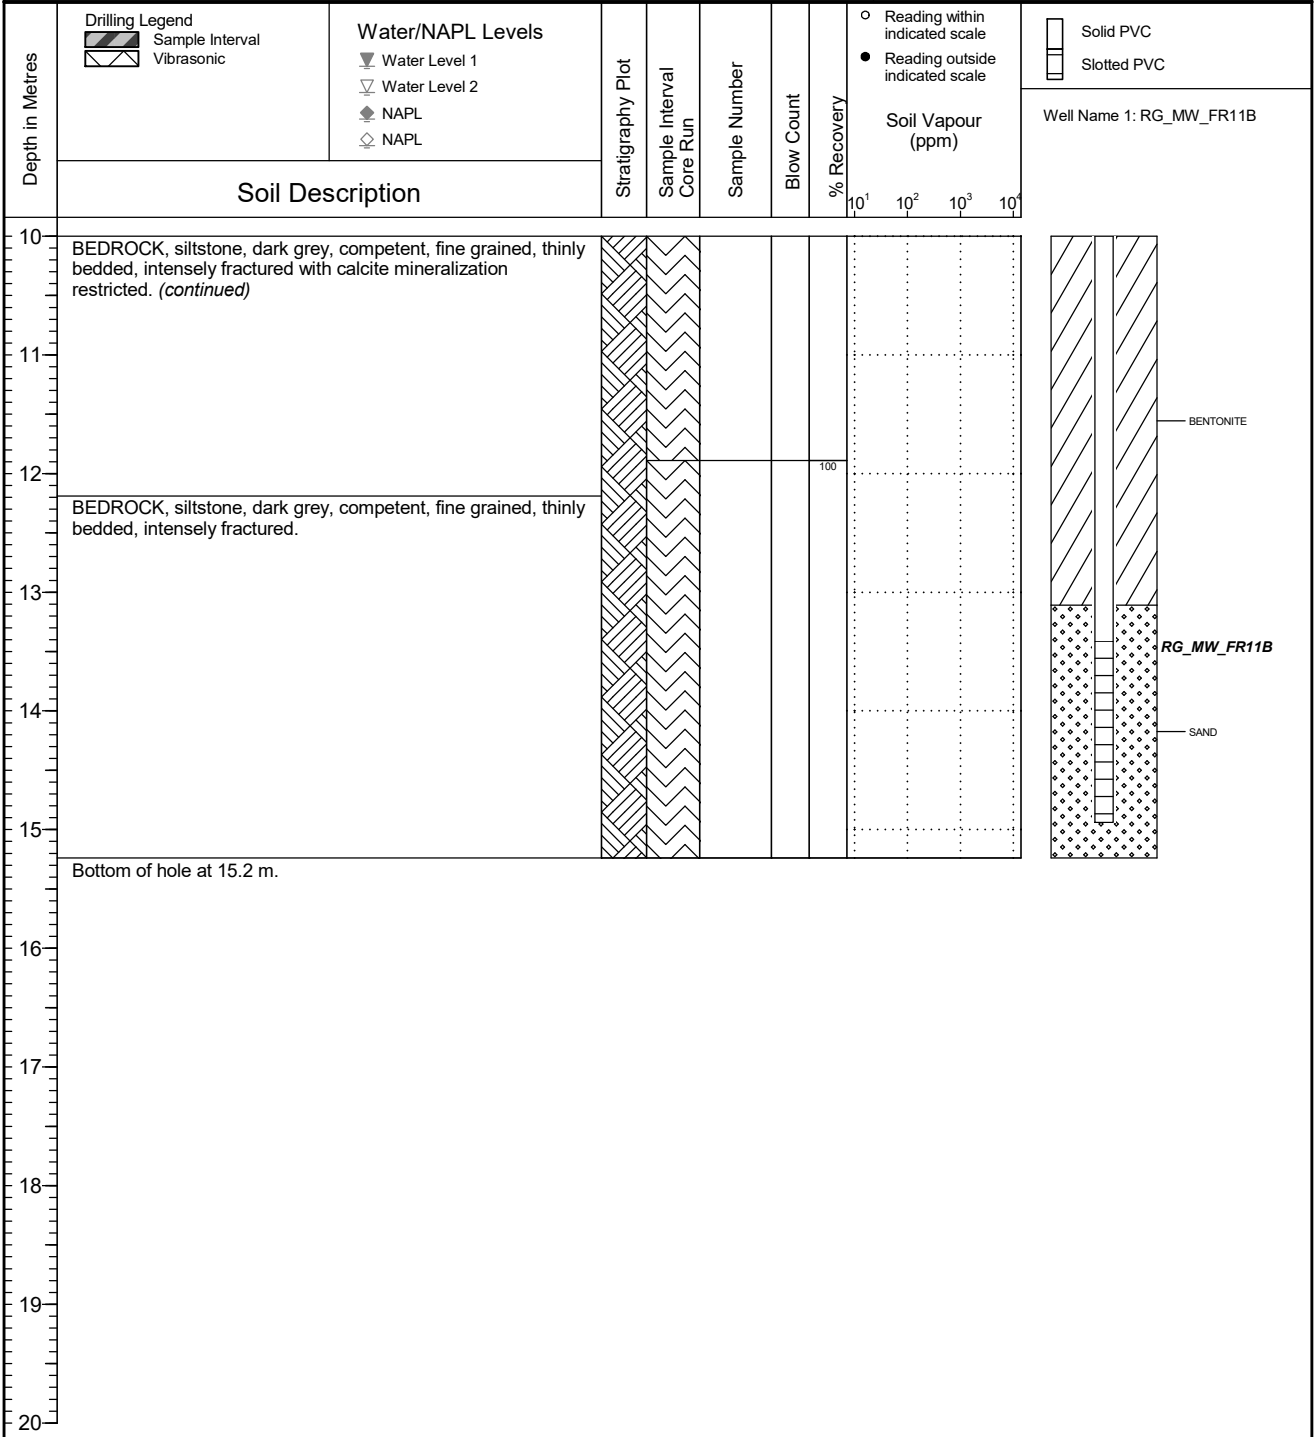 Depth in Metres
Drilling Legend
Sample Interval
Vibrasonic
Water/NAPL Levels
Water Level 1
Water Level 2
NAPL
NAPL
Soil Description
Stratigraphy Plot
Sample Interval
Core Run
Sample Number
Blow Count
% Recovery
Reading within
indicated scale
Reading outside
indicated scale
Soil Vapour
(ppm)
10¹ 10² 10³ 10⁴
Solid PVC
Slotted PVC
Well Name 1: RG_MW_FR11B
10
BEDROCK, siltstone, dark grey, competent, fine grained, thinly
bedded, intensely fractured with calcite mineralization
restricted. (continued)
11
BENTONITE
12
100
BEDROCK, siltstone, dark grey, competent, fine grained, thinly
bedded, intensely fractured.
13
RG_MW_FR11B
14
SAND
15
Bottom of hole at 15.2 m.
16
17
18
19
20